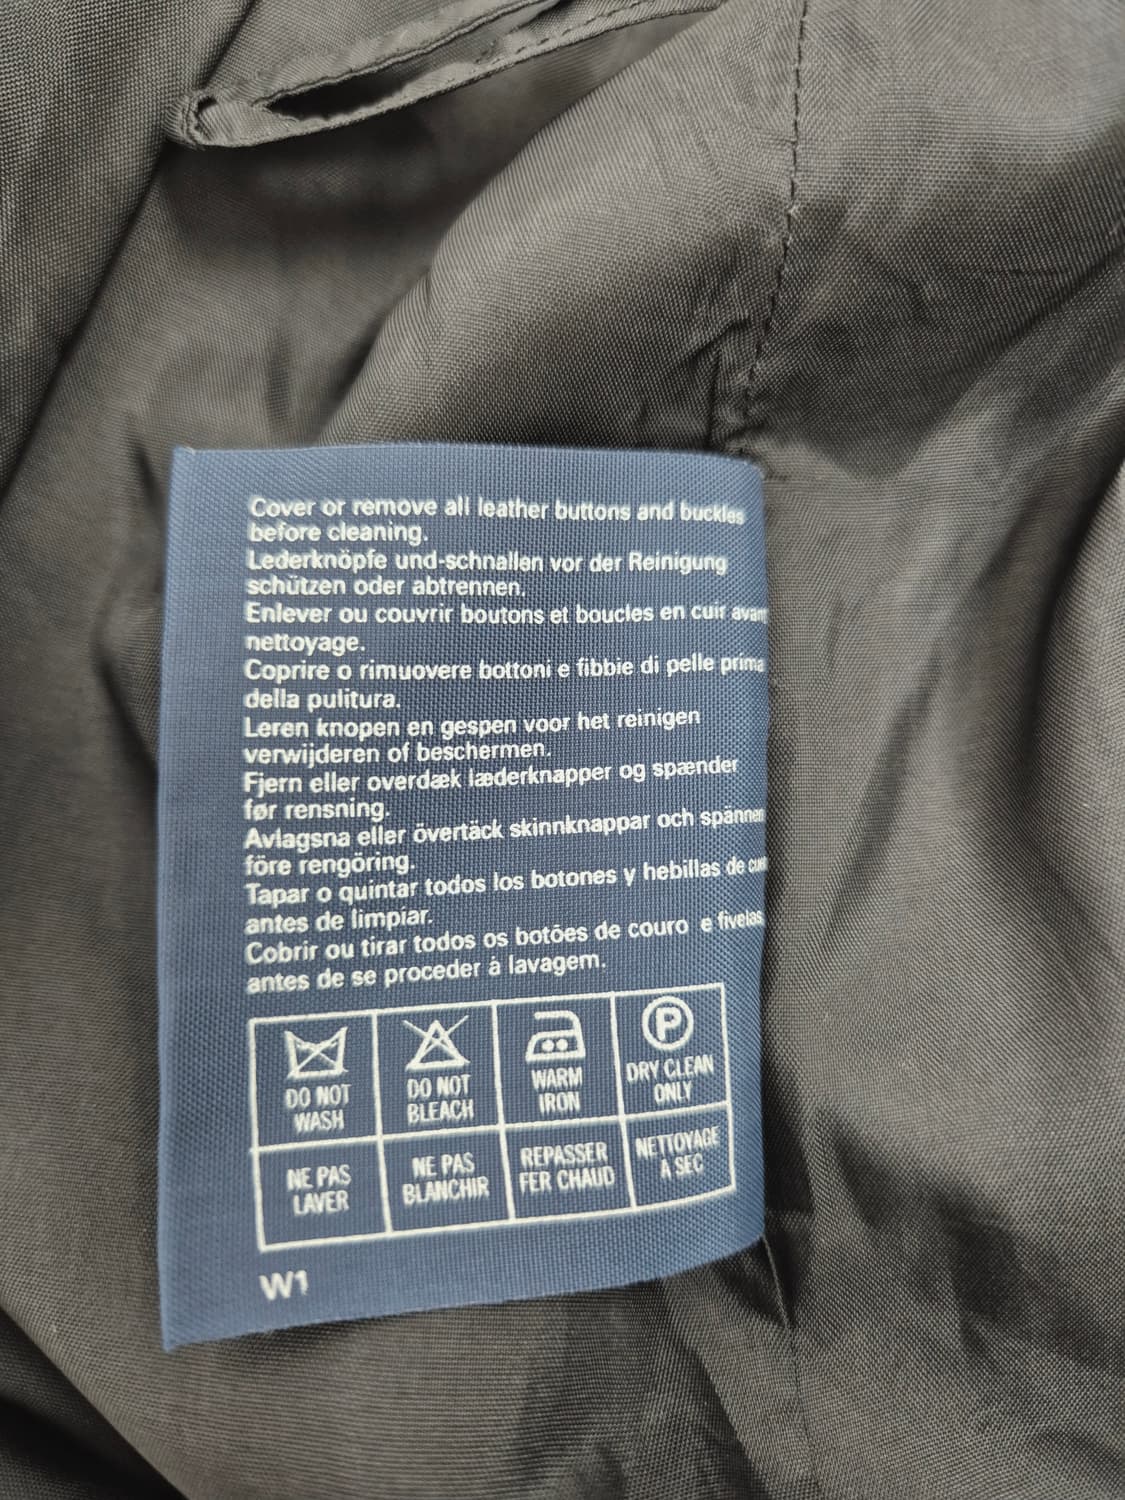 Cover or remove all leather buttons and buckles
before cleaning.
Lederknöpfe und-schnallen vor der Reinigung
schützen oder abtrennen.
Enlever ou couvrir boutons et boucles en cuir avant
nettoyage.
Coprire o rimuovere bottoni e fibbie di pelle prima
della pulitura.
Leren knopen en gespen voor het reinigen
verwijderen of beschermen.
Fjern eller overdæk læderknapper og spænder
før rensning.
Avlagsna eller övertäck skinnknappar och spännen
före rengöring.
Tapar o quintar todos los botones y hebillas de
antes de limpiar.
Cobrir ou tirar todos os botões de couro e fivelas
antes de se proceder à lavagem.
P
DO NOT WASH
DO NOT BLEACH
WARM IRON
DRY CLEAN ONLY
NE PAS LAVER
NE PAS BLANCHIR
REPASSER FER CHAUD
NETTOYAGE A SEC
W1